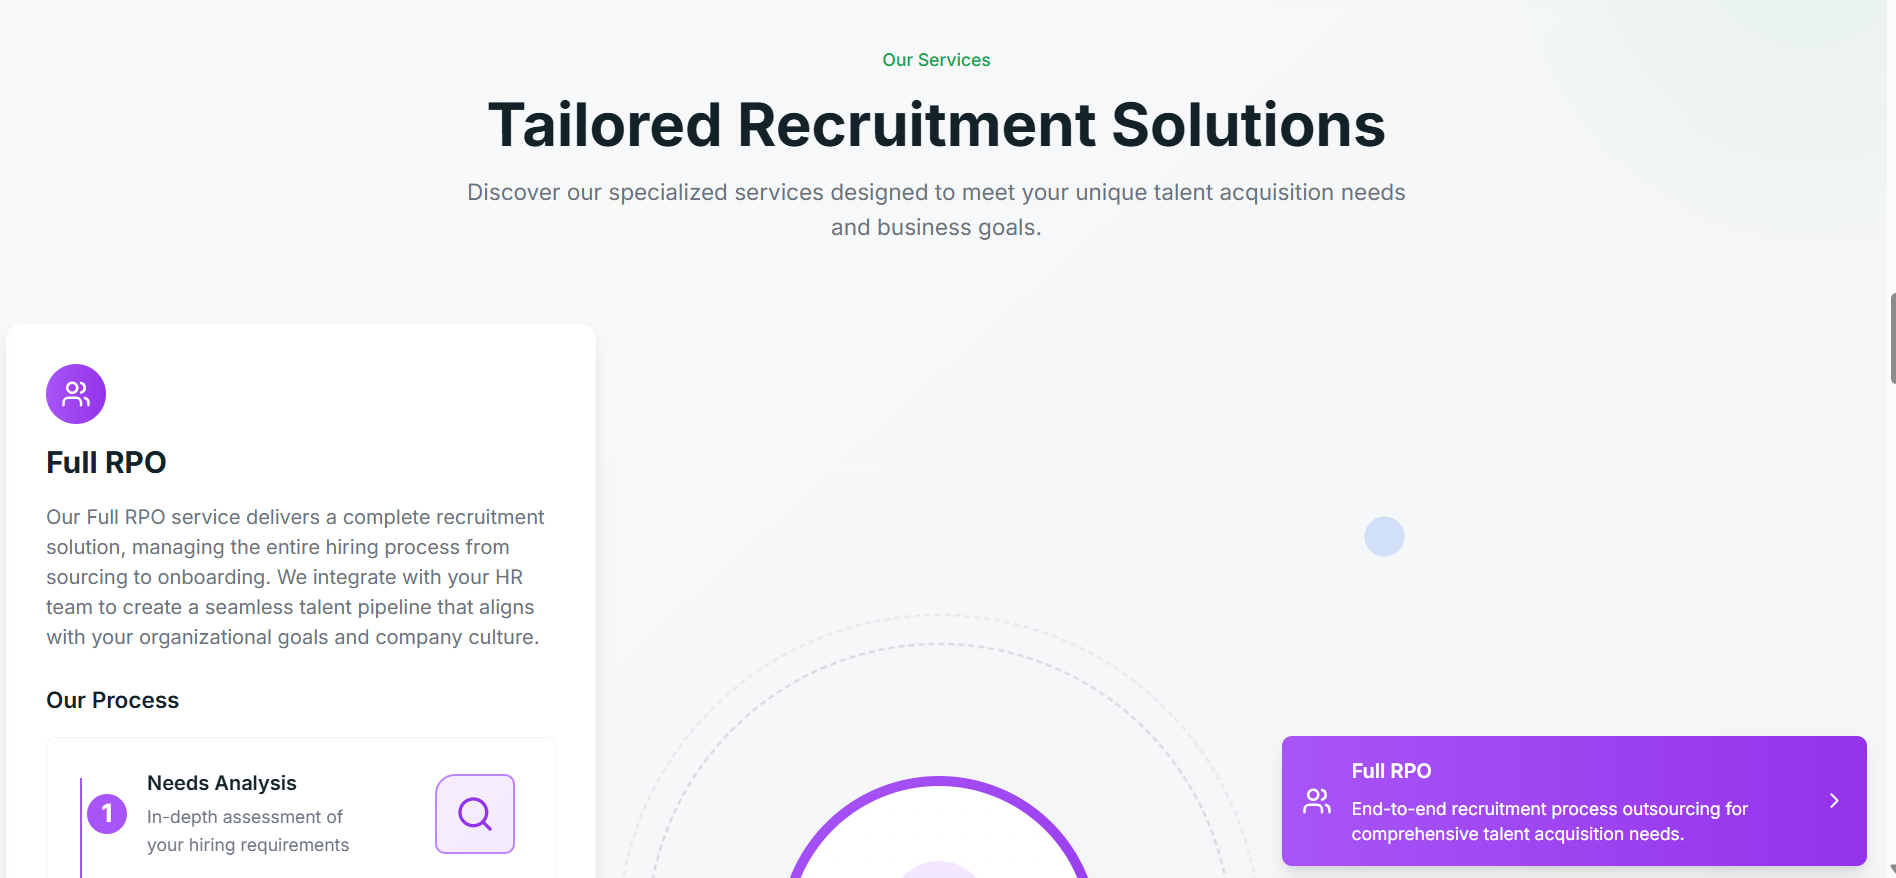 Our Services
Tailored Recruitment Solutions
Discover our specialized services designed to meet your unique talent acquisition needs
and business goals.
Full RPO
Our Full RPO service delivers a complete recruitment
solution, managing the entire hiring process from
sourcing to onboarding. We integrate with your HR
team to create a seamless talent pipeline that aligns
with your organizational goals and company culture.
Our Process
1
Needs Analysis
In-depth assessment of
your hiring requirements
Full RPO
End-to-end recruitment process outsourcing for
comprehensive talent acquisition needs.